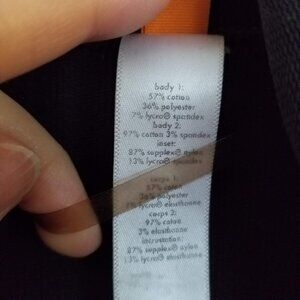 body 1:
57% cotton
36% polyester
7% lycra® spandex
body 2:
97% cotton 3% spandex
inset:
87% supplex® nylon
13% lycra® spandex
corps 1:
57% coton
36% polyester
7% lycra® elasthanne
corps 2:
97% coton
3% elasthanne
incrustation:
87% supplex® nylon
13% lycra® elasthanne